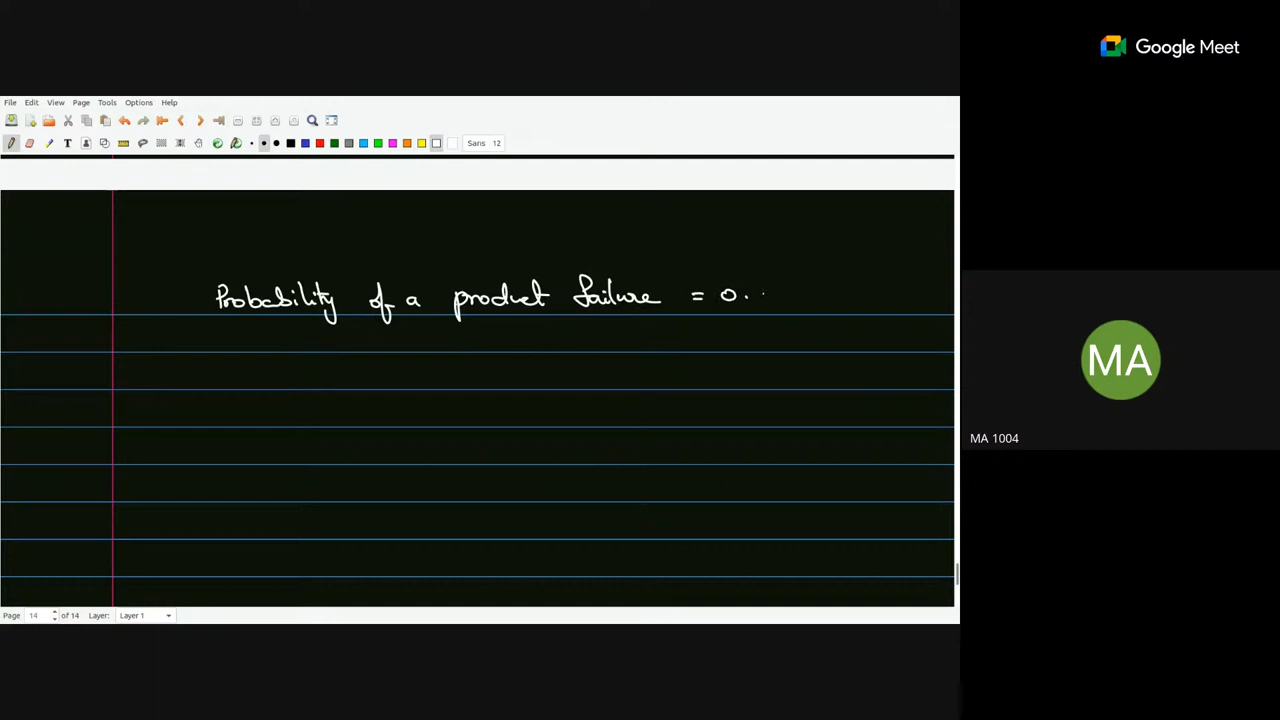 Google Meet
File Edit View Page Tools Options Help
Sans 12
Probability of a product failure = 0.
MA
MA 1004
Page 14 of 14 Layer: Layer 1